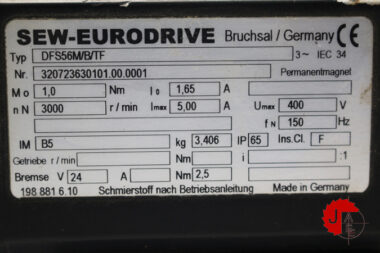 SEW-EURODRIVE Bruchsal / Germany CE
Typ DFS56M/B/TF 3~ IEC 34
Nr. 320723630101.00.0001 Permanentmagnet
M o 1,0 Nm I o 1,65 A
n N 3000 r / min I max 5,00 A U max 400 V
f N 150 Hz
IM B5 kg 3,406 IP 65 Ins.Cl. F
Getriebe r / min Nm i :1
Bremse V 24 A Nm 2,5
198 881 6.10 Schmierstoff nach Betriebsanleitung Made in Germany